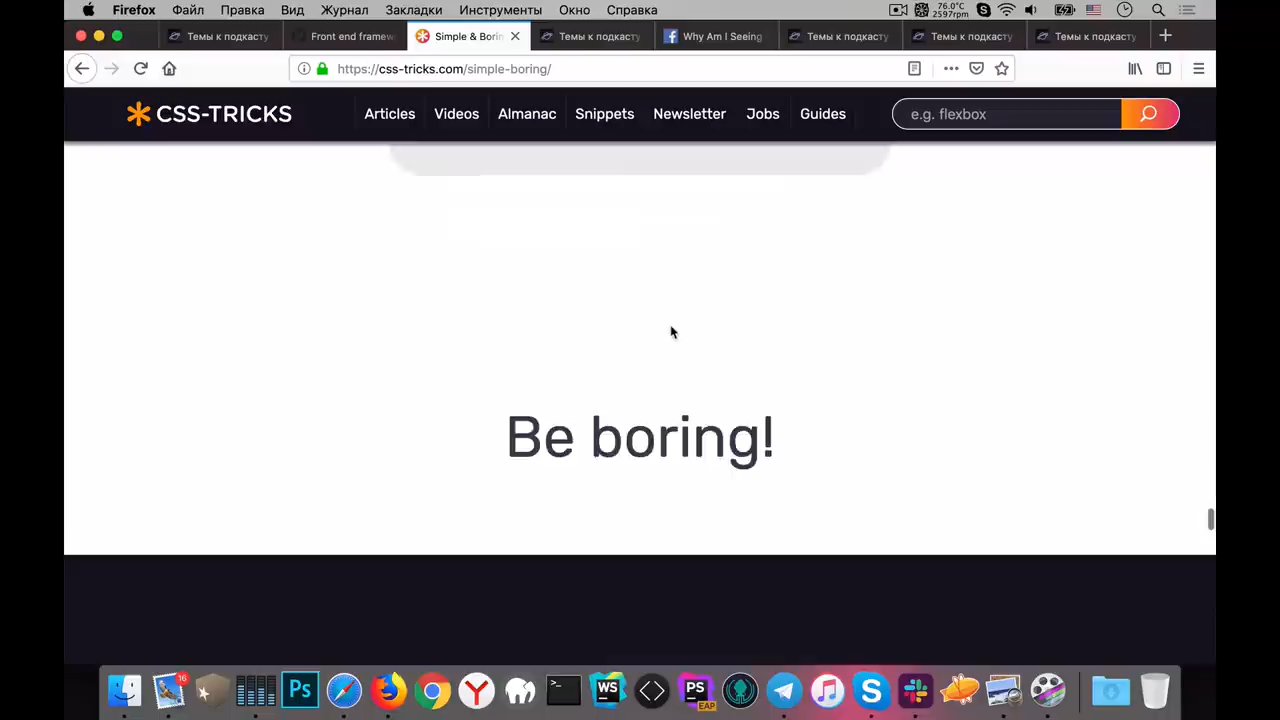 Firefox Файл Правка Вид Журнал Закладки Инструменты Окно Справка 76.0°C 2597rpm
Темы к подкасту Front end framew Simple & Borin Темы к подкасту Why Am I Seeing Темы к подкасту Темы к подкасту Темы к подкасту
https://css-tricks.com/simple-boring/
CSS-TRICKS Articles Videos Almanac Snippets Newsletter Jobs Guides e.g. flexbox
Be boring!
16 Ps WS PS EAP